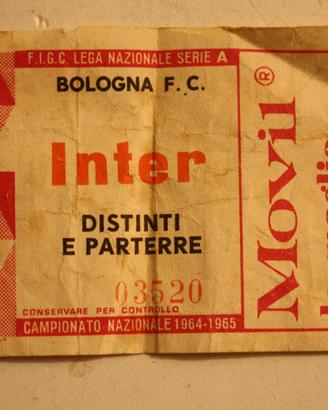 F.I.G.C. LEGA NAZIONALE SERIE A
BOLOGNA F.C.
Inter
DISTINTI
E PARTERRE
03520
CONSERVARE PER CONTROLLO
CAMPIONATO NAZIONALE 1964-1965
Movil®